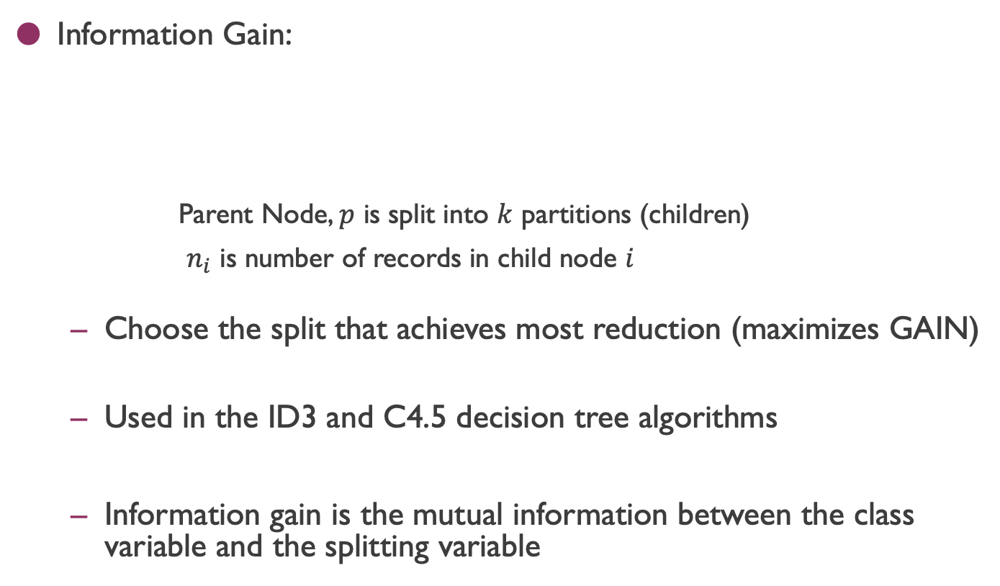 ● Information Gain:
Parent Node, p is split into k partitions (children)
nᵢ is number of records in child node i
– Choose the split that achieves most reduction (maximizes GAIN)
– Used in the ID3 and C4.5 decision tree algorithms
– Information gain is the mutual information between the class
variable and the splitting variable